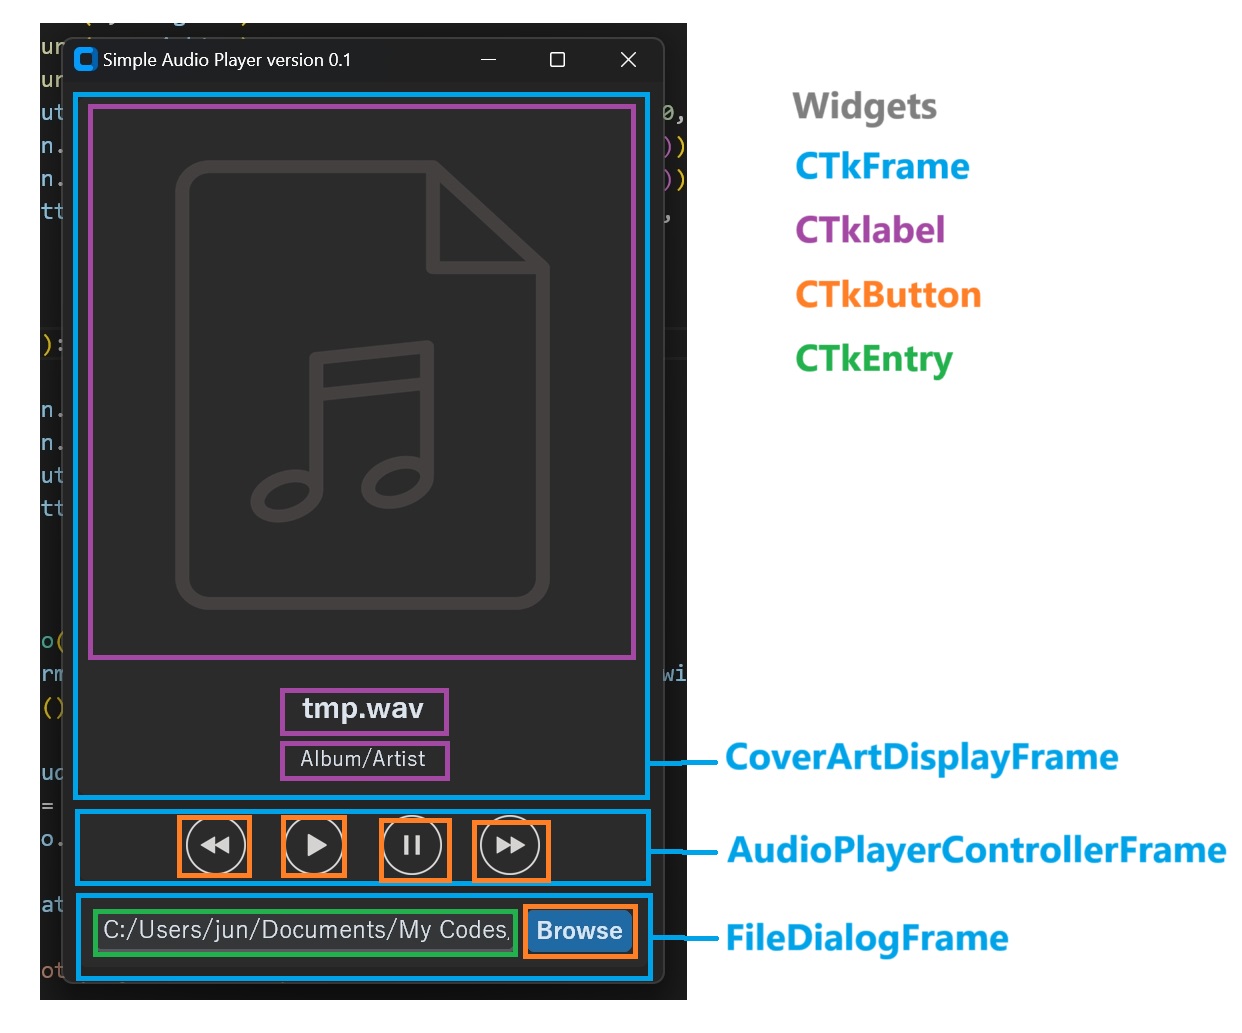 Simple Audio Player version 0.1
Widgets
CTkFrame
CTklabel
CTkButton
CTkEntry
tmp.wav
Album/Artist
CoverArtDisplayFrame
AudioPlayerControllerFrame
C:/Users/jun/Documents/My Codes
Browse
FileDialogFrame